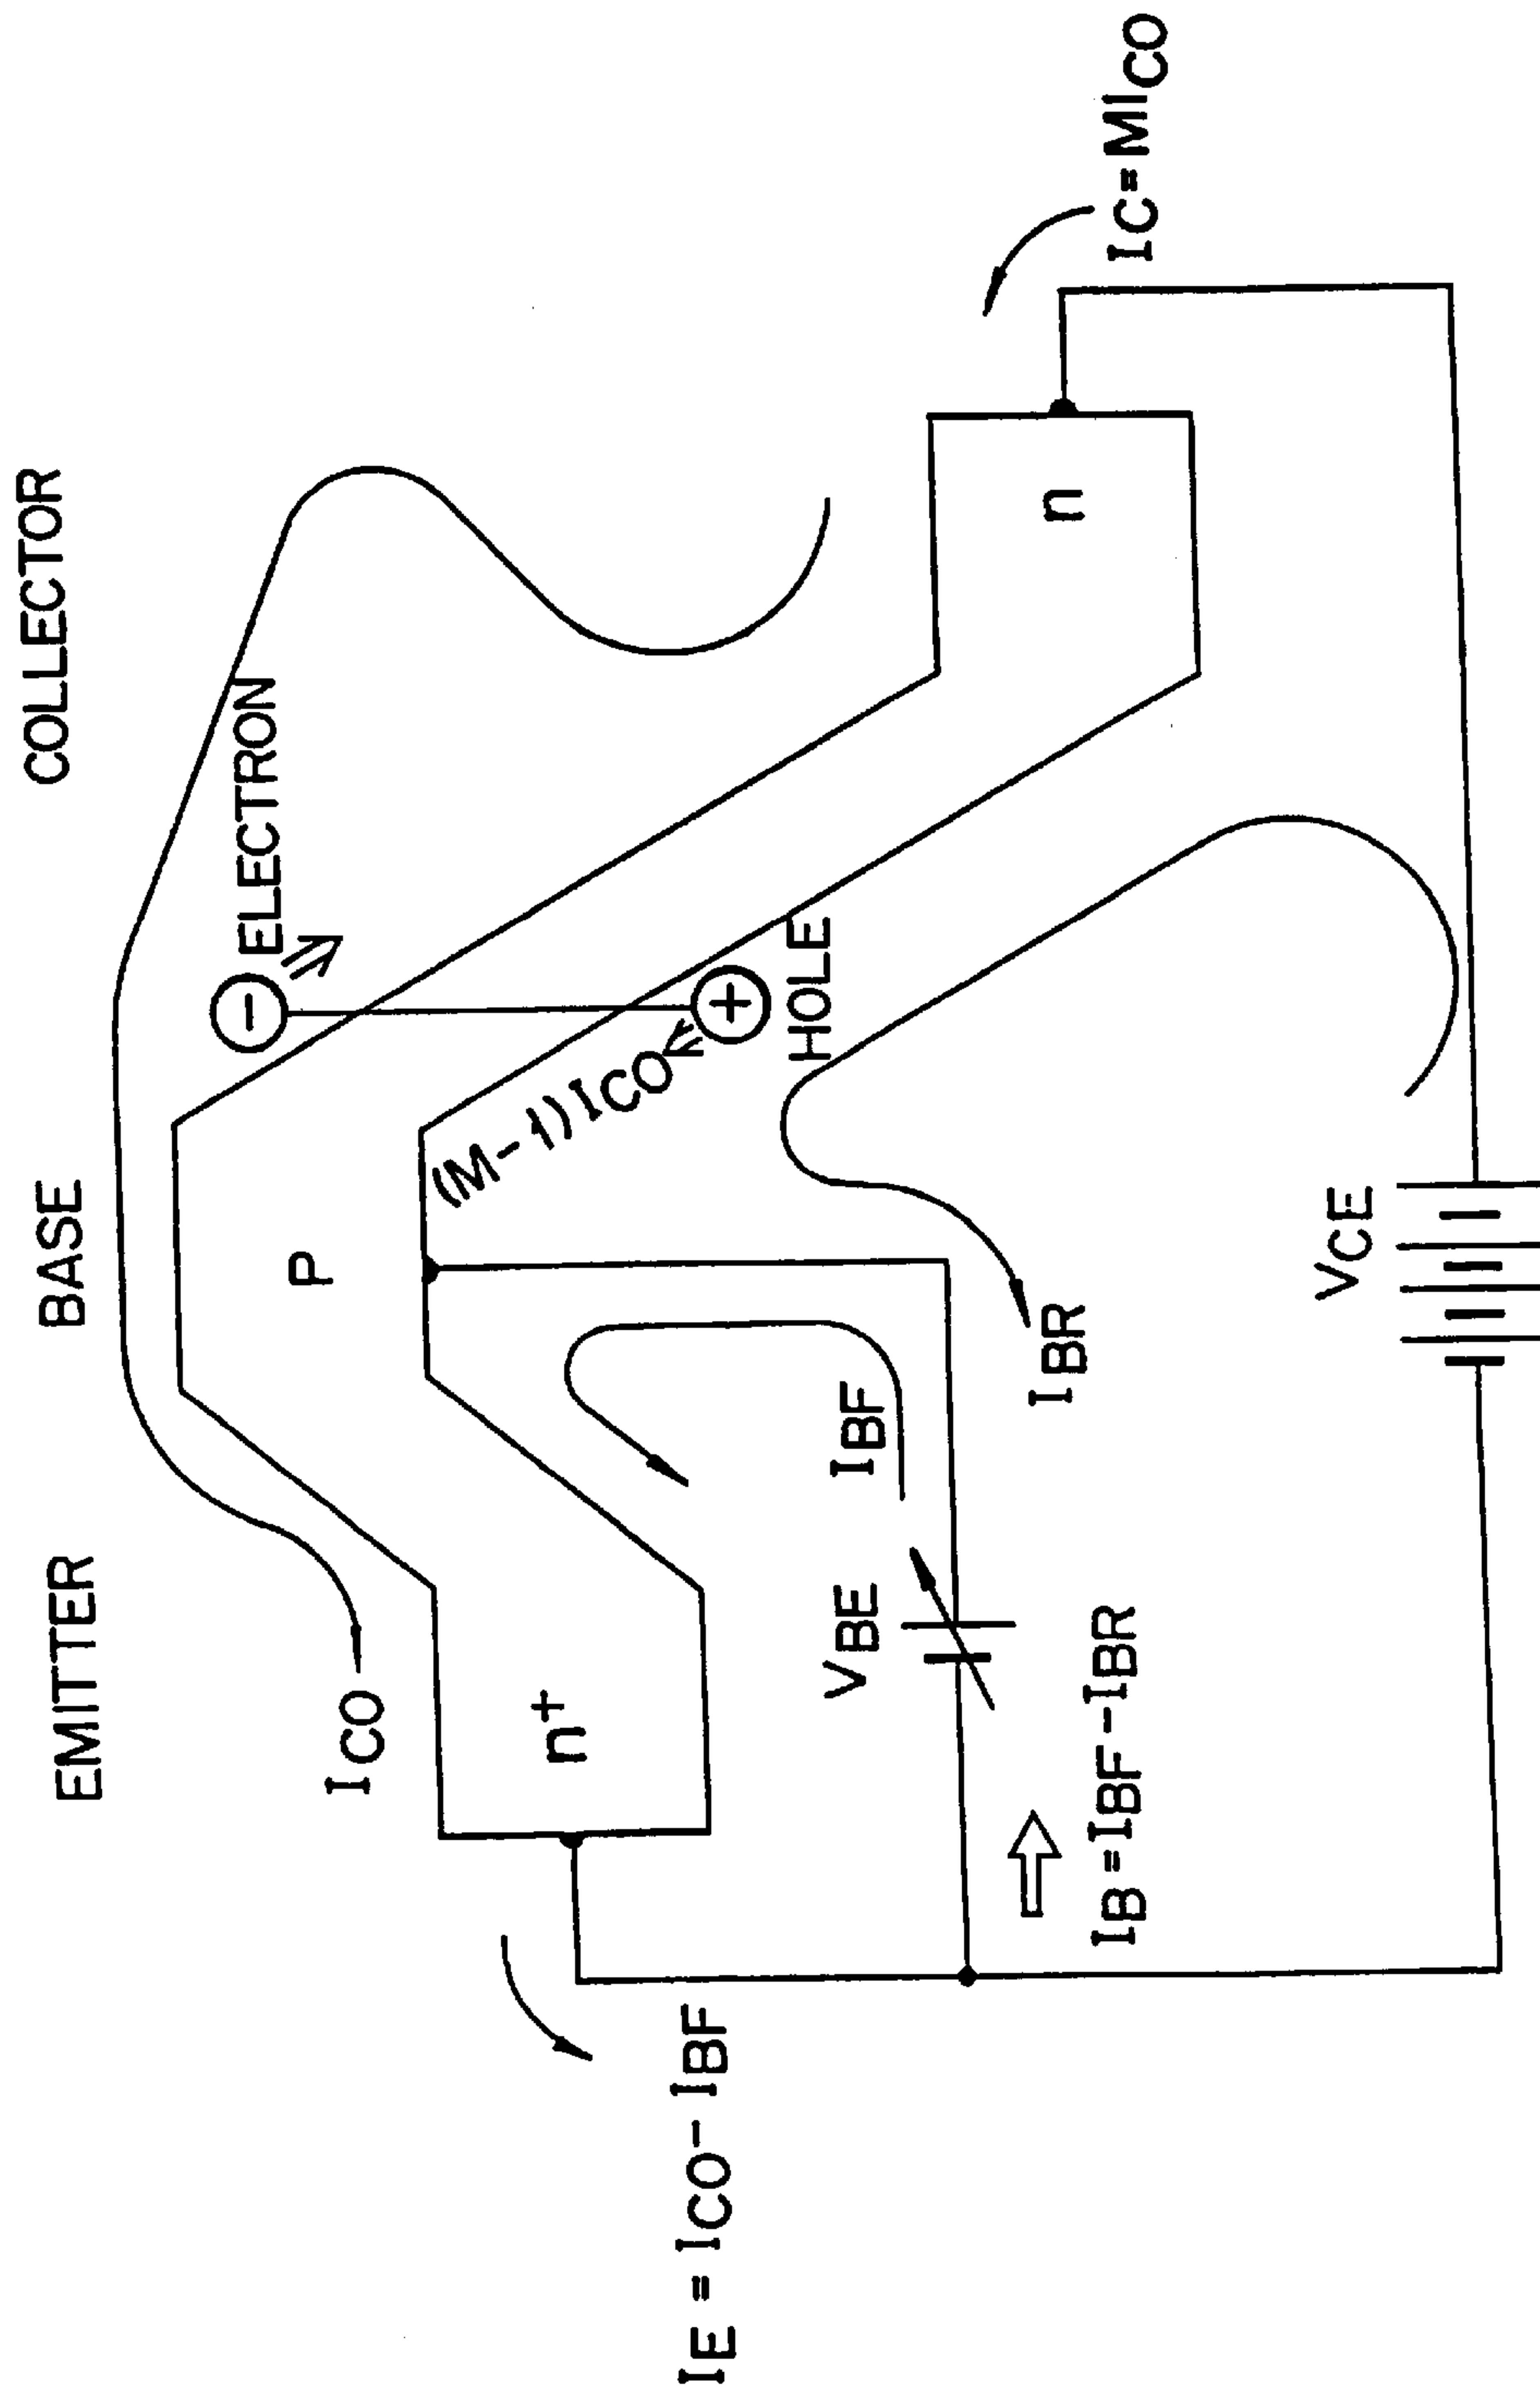 EMITTER BASE COLLECTOR
ICO
ELECTRON
−
P
n+
(M-1)ICO
+
HOLE
n
IE = ICO- IBF
VBE
IBF
IBR
IC=MICO
IB=IBF-IBR
VCE